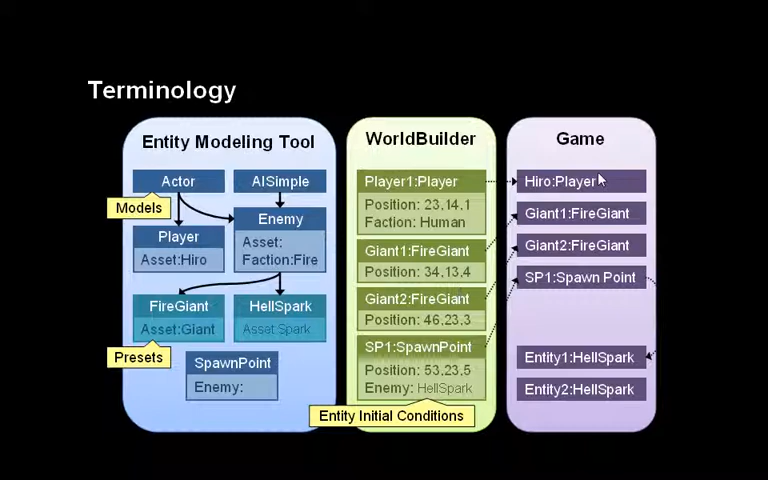 Terminology
Entity Modeling Tool
Actor
AISimple
Models
Enemy
Asset:
Faction:Fire
Player
Asset:Hiro
FireGiant
Asset:Giant
HellSpark
Asset:Spark
Presets
SpawnPoint
Enemy:
WorldBuilder
Player1:Player
Position: 23,14.1
Faction: Human
Giant1:FireGiant
Position: 34,13,4
Giant2:FireGiant
Position: 46,23.3
SP1:SpawnPoint
Position: 53,23,5
Enemy: HellSpark
Entity Initial Conditions
Game
Hiro:Player
Giant1:FireGiant
Giant2:FireGiant
SP1:Spawn Point
Entity1:HellSpark
Entity2:HellSpark